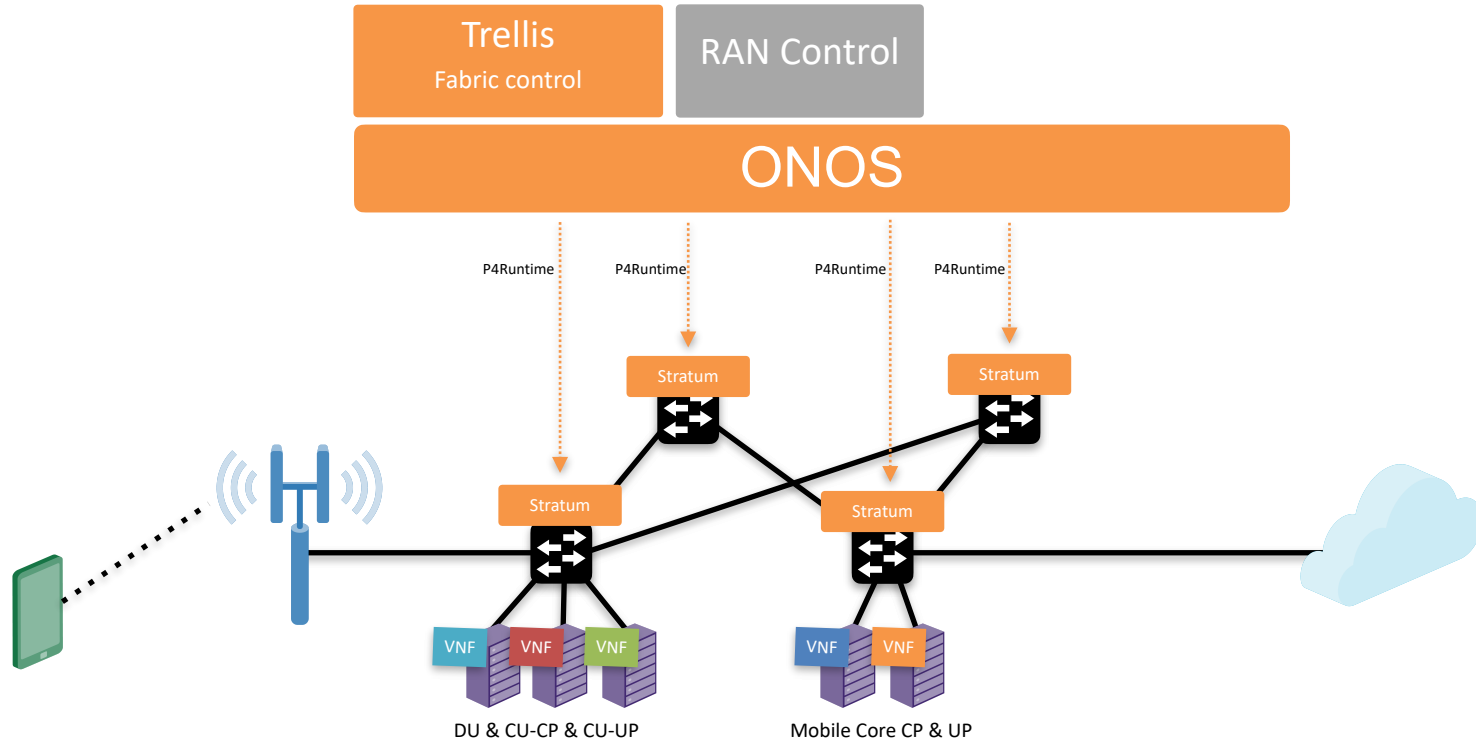 Trellis
Fabric control
RAN Control
ONOS
P4Runtime
P4Runtime
P4Runtime
P4Runtime
Stratum
Stratum
Stratum
Stratum
VNF
VNF
VNF
VNF
VNF
DU & CU-CP & CU-UP
Mobile Core CP & UP